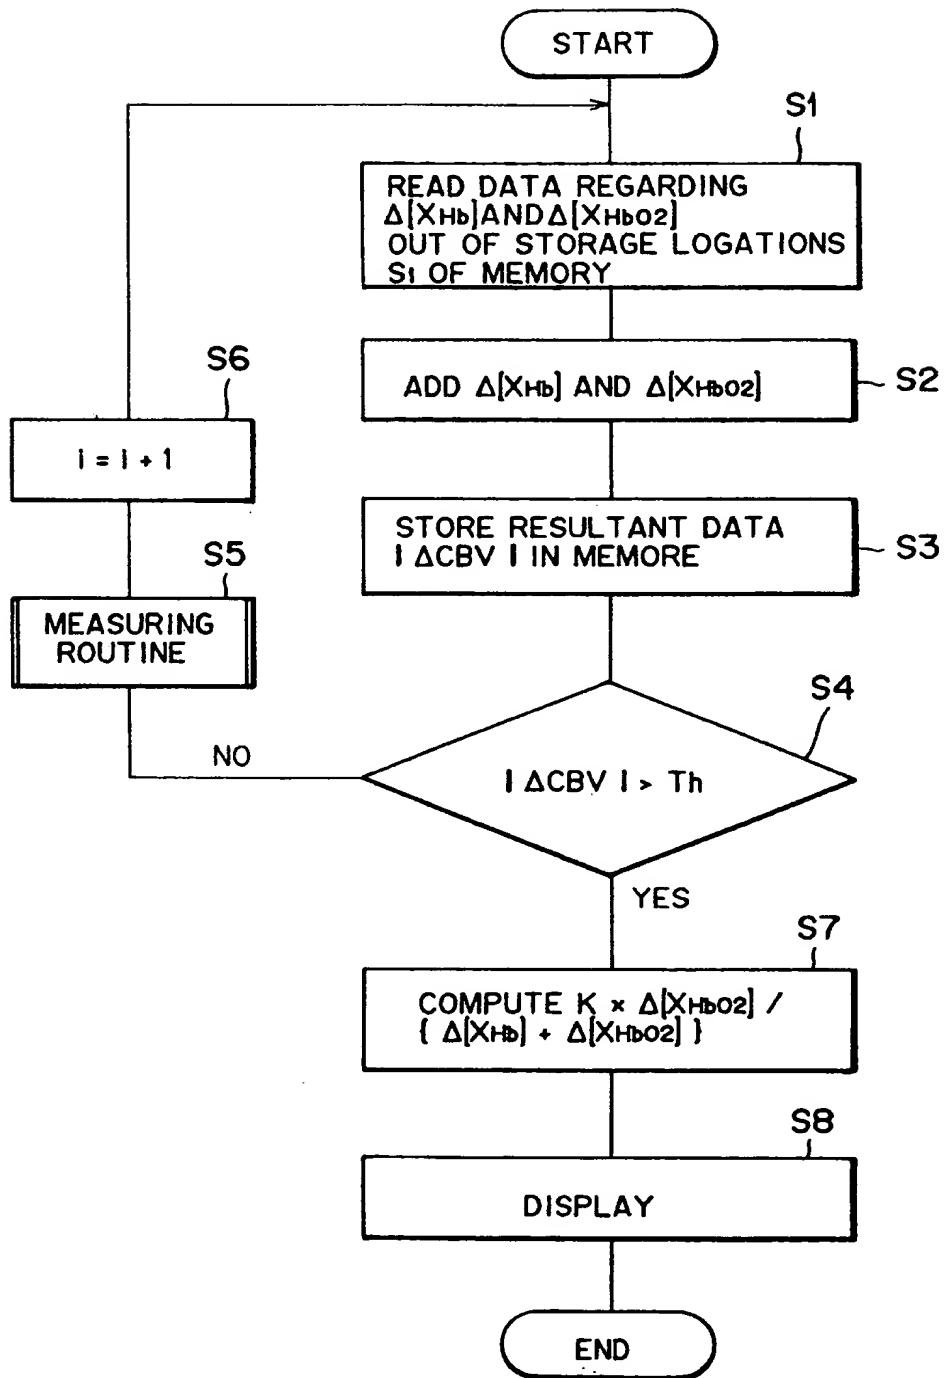 START
S1
READ DATA REGARDING
Δ[XHb]ANDΔ[XHbO2]
OUT OF STORAGE LOGATIONS
Si OF MEMORY
S6
S2
ADD Δ[XHb] AND Δ[XHbO2]
i = i + 1
STORE RESULTANT DATA
| ΔCBV | IN MEMORE
S3
S5
MEASURING
ROUTINE
S4
NO
| ΔCBV | > Th
YES
S7
COMPUTE K × Δ[XHbO2] /
{ Δ[XHb] + Δ[XHbO2] }
S8
DISPLAY
END